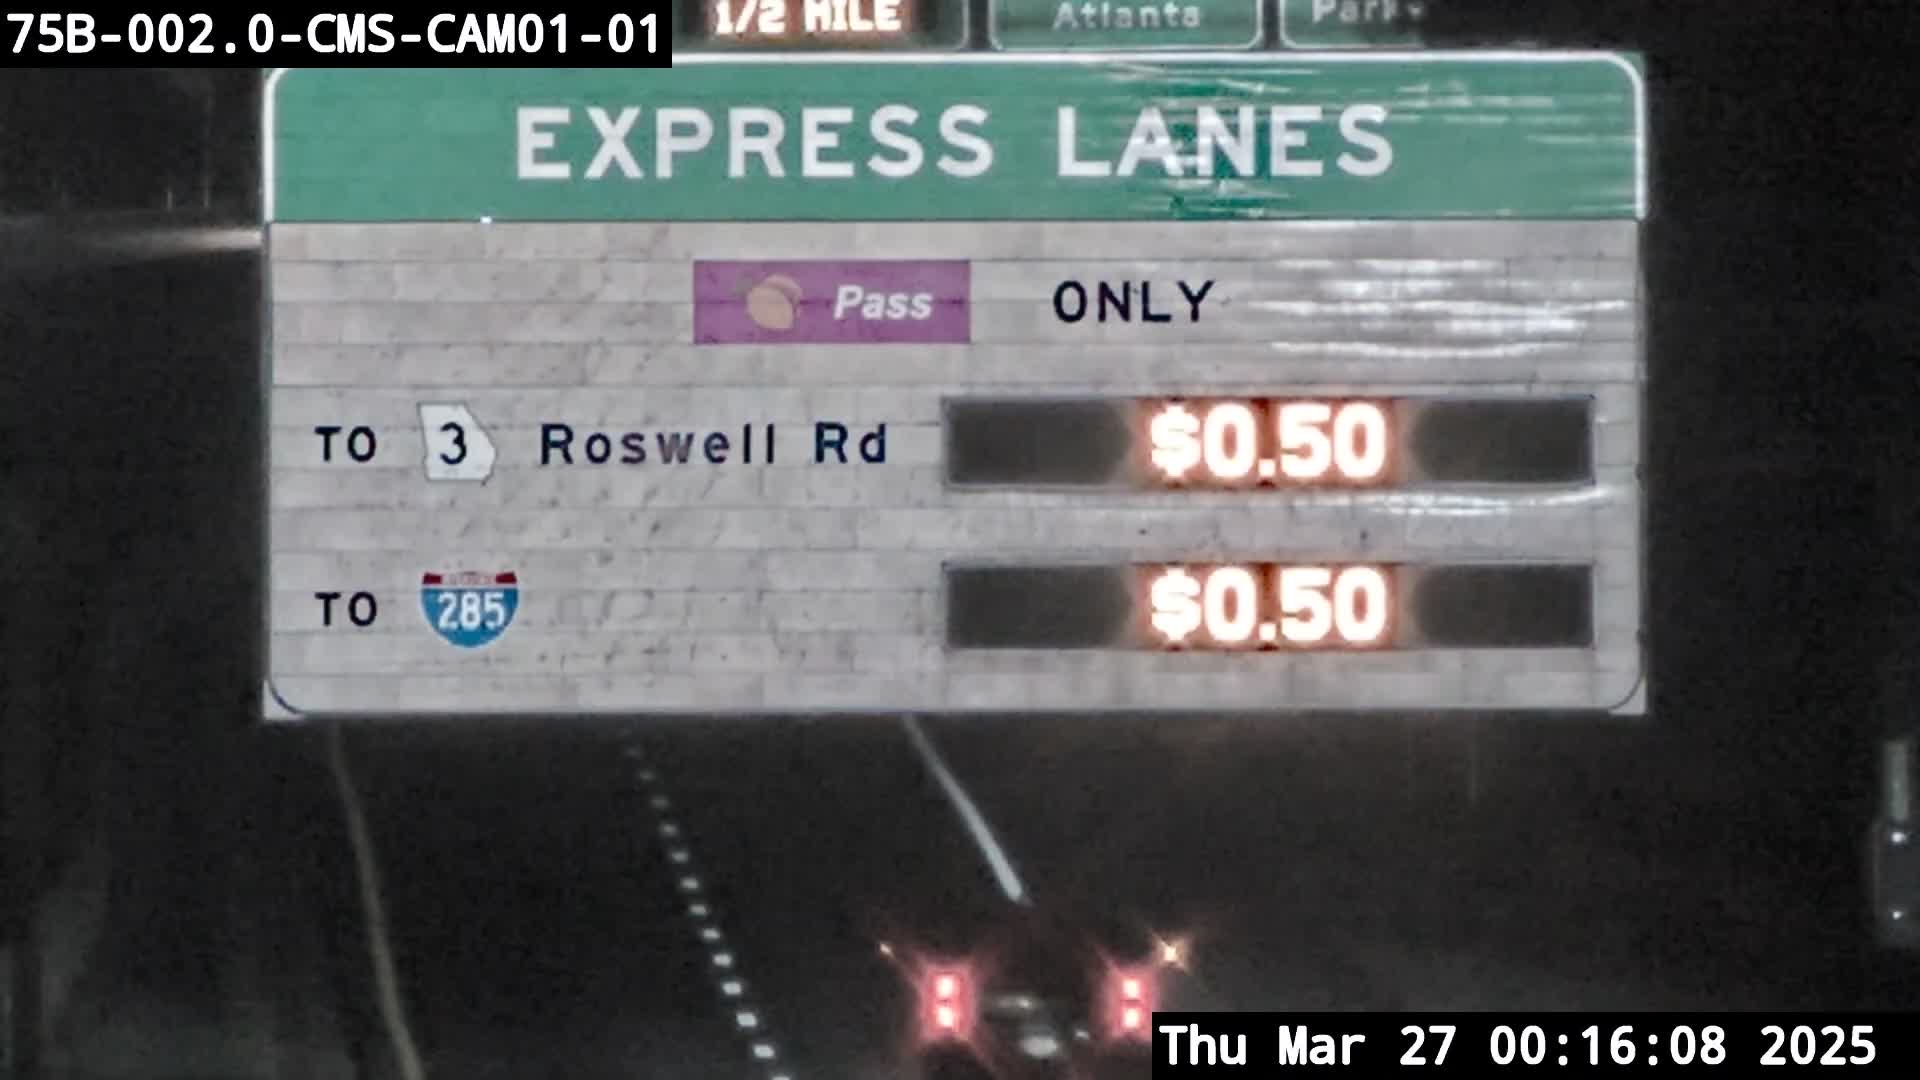 75B-002.0-CMS-CAM01-01
1/2 MILE
Atlanta
EXPRESS LANES
Pass ONLY
TO 3 Roswell Rd $0.50
TO 285 $0.50
Thu Mar 27 00:16:08 2025